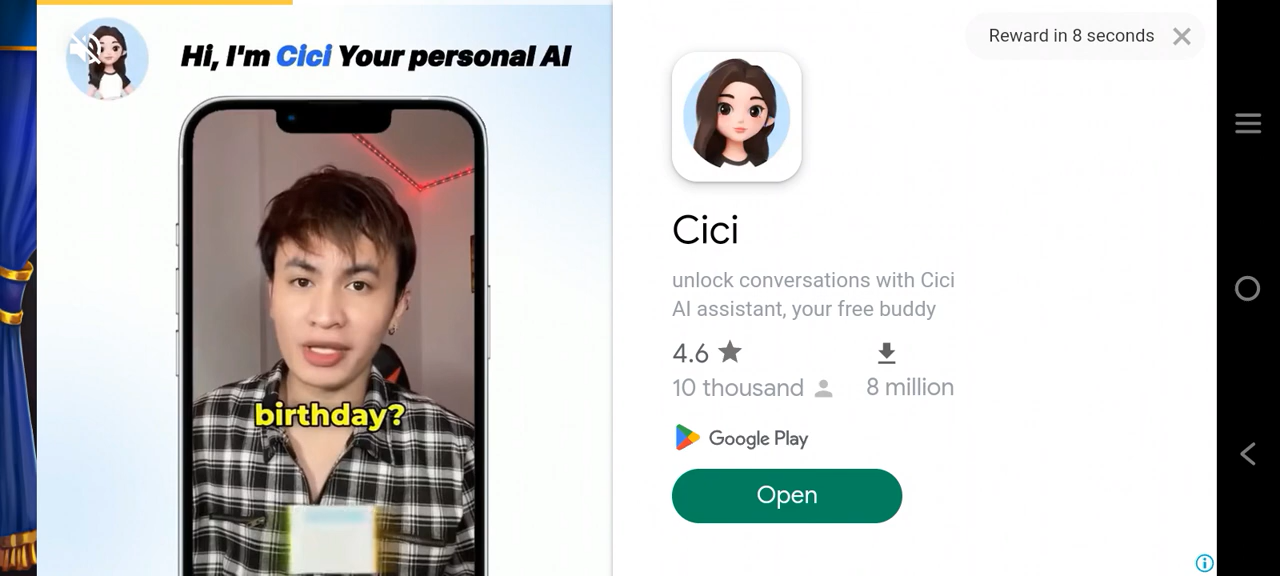 Hi, I'm Cici Your personal AI
birthday?
Reward in 8 seconds
Cici
unlock conversations with Cici
AI assistant, your free buddy
4.6
10 thousand
8 million
Google Play
Open